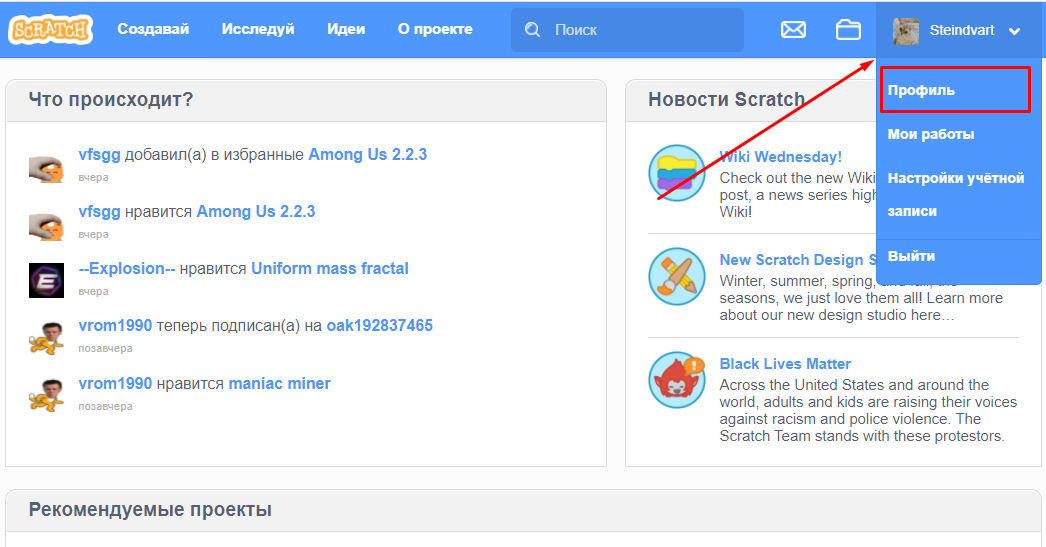 SCRATCH Создавай Исследуй Идеи О проекте Поиск Steindvart
Профиль
Мои работы
Настройки учётной
записи
Выйти
Что происходит?
vfsgg добавил(а) в избранные Among Us 2.2.3
вчера
vfsgg нравится Among Us 2.2.3
вчера
--Explosion-- нравится Uniform mass fractal
вчера
vrom1990 теперь подписан(а) на oak192837465
позавчера
vrom1990 нравится maniac miner
позавчера
Новости Scratch
Wiki Wednesday!
Check out the new Wiki
post, a news series high
Wiki!
New Scratch Design S
Winter, summer, spring, and fall, the
seasons, we just love them all! Learn more
about our new design studio here…
Black Lives Matter
Across the United States and around the
world, adults and kids are raising their voices
against racism and police violence. The
Scratch Team stands with these protestors.
Рекомендуемые проекты